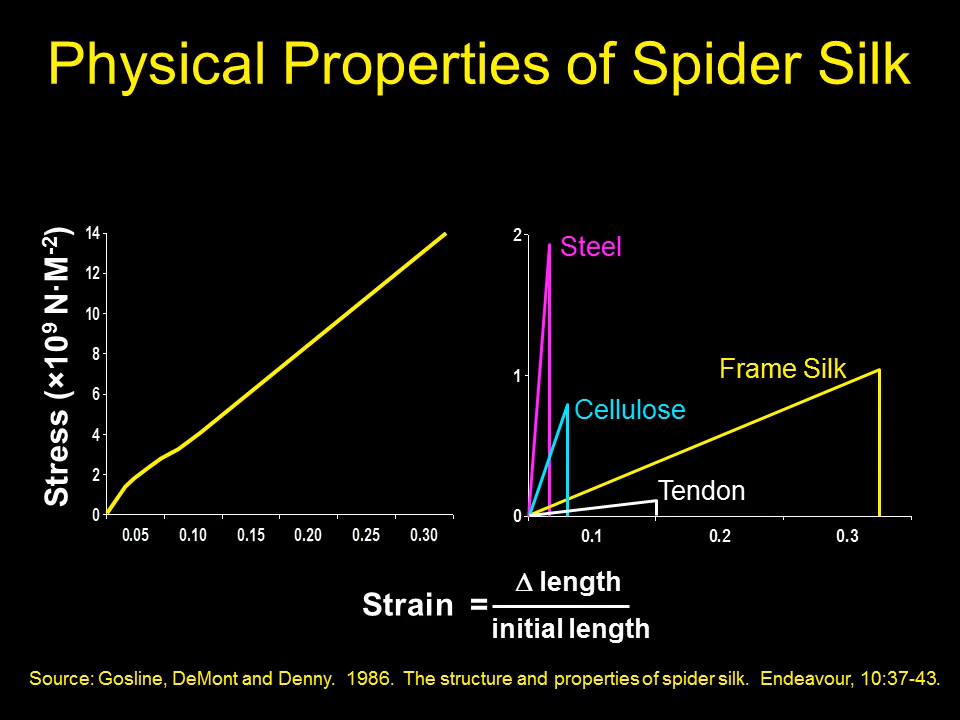 Physical Properties of Spider Silk
Stress (×10⁹ N·M⁻²)
14
12
10
8
6
4
2
0
0.05 0.10 0.15 0.20 0.25 0.30
2
1
0
Steel
Frame Silk
Cellulose
Tendon
0.1 0.2 0.3
Δ length
Strain =
initial length
Source: Gosline, DeMont and Denny. 1986. The structure and properties of spider silk. Endeavour, 10:37-43.